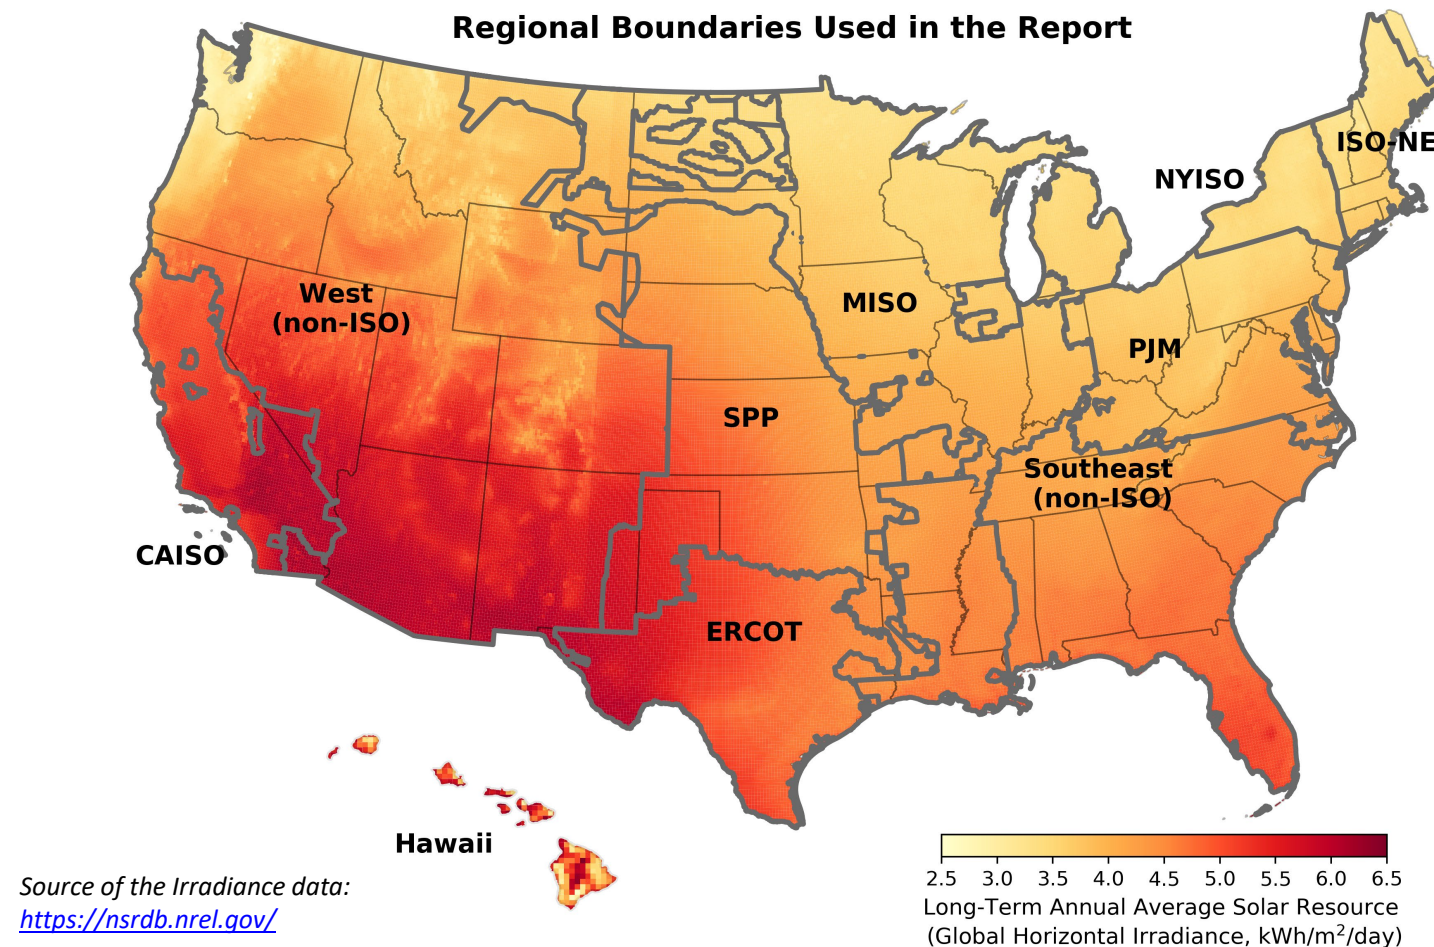 Regional Boundaries Used in the Report
ISO-NE
NYISO
West
(non-ISO)
MISO
PJM
SPP
Southeast
(non-ISO)
CAISO
ERCOT
Hawaii
Source of the Irradiance data:
https://nsrdb.nrel.gov/
2.5 3.0 3.5 4.0 4.5 5.0 5.5 6.0 6.5
Long-Term Annual Average Solar Resource
(Global Horizontal Irradiance, kWh/m²/day)